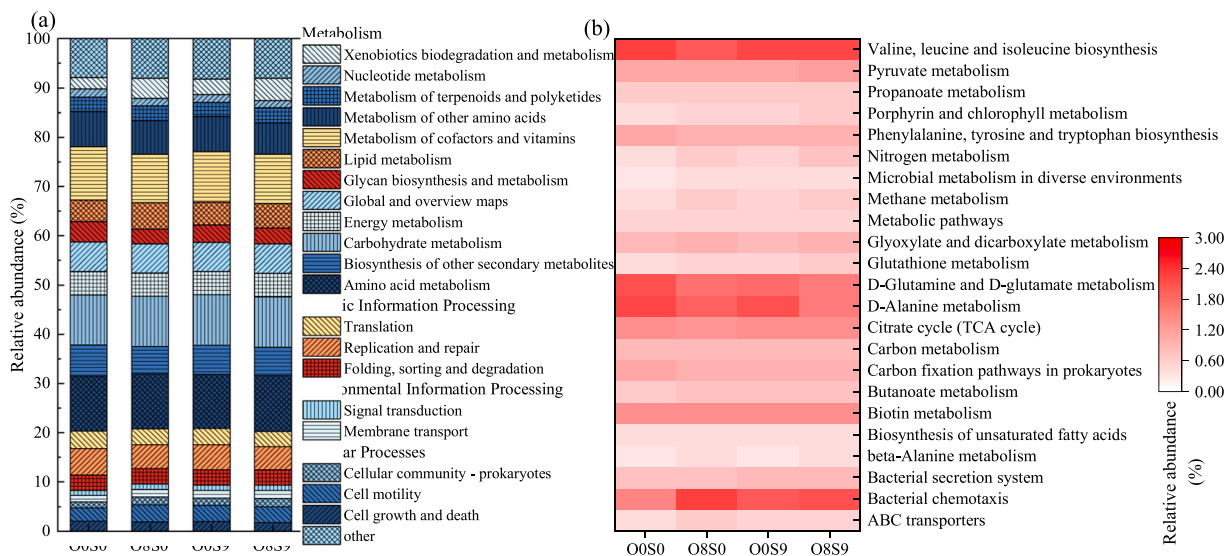 (a)
100
90
80
70
60
50
40
30
20
10
0
Relative abundance (%)
O0S0
O8S0
O0S9
O8S9
Metabolism
Xenobiotics biodegradation and metabolism
Nucleotide metabolism
Metabolism of terpenoids and polyketides
Metabolism of other amino acids
Metabolism of cofactors and vitamins
Lipid metabolism
Glycan biosynthesis and metabolism
Global and overview maps
Energy metabolism
Carbohydrate metabolism
Biosynthesis of other secondary metabolites
Amino acid metabolism
ic Information Processing
Translation
Replication and repair
Folding, sorting and degradation
onmental Information Processing
Signal transduction
Membrane transport
ar Processes
Cellular community - prokaryotes
Cell motility
Cell growth and death
other
(b)
Valine, leucine and isoleucine biosynthesis
Pyruvate metabolism
Propanoate metabolism
Porphyrin and chlorophyll metabolism
Phenylalanine, tyrosine and tryptophan biosynthesis
Nitrogen metabolism
Microbial metabolism in diverse environments
Methane metabolism
Metabolic pathways
Glyoxylate and dicarboxylate metabolism
Glutathione metabolism
D-Glutamine and D-glutamate metabolism
D-Alanine metabolism
Citrate cycle (TCA cycle)
Carbon metabolism
Carbon fixation pathways in prokaryotes
Butanoate metabolism
Biotin metabolism
Biosynthesis of unsaturated fatty acids
beta-Alanine metabolism
Bacterial secretion system
Bacterial chemotaxis
ABC transporters
O0S0
O8S0
O0S9
O8S9
3.00
2.40
1.80
1.20
0.60
0.00
Relative abundance
(%)